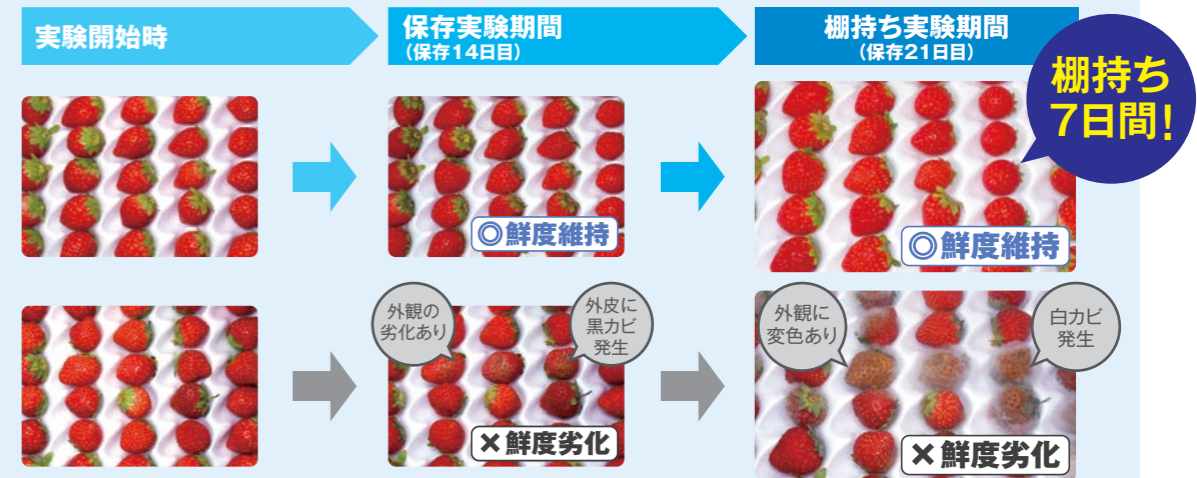 実験開始時
保存実験期間
（保存14日目）
棚持ち実験期間
（保存21日目）
棚持ち
7日間！
◎鮮度維持
◎鮮度維持
外観の
劣化あり
外皮に
黒カビ
発生
×鮮度劣化
外観に
変色あり
白カビ
発生
×鮮度劣化